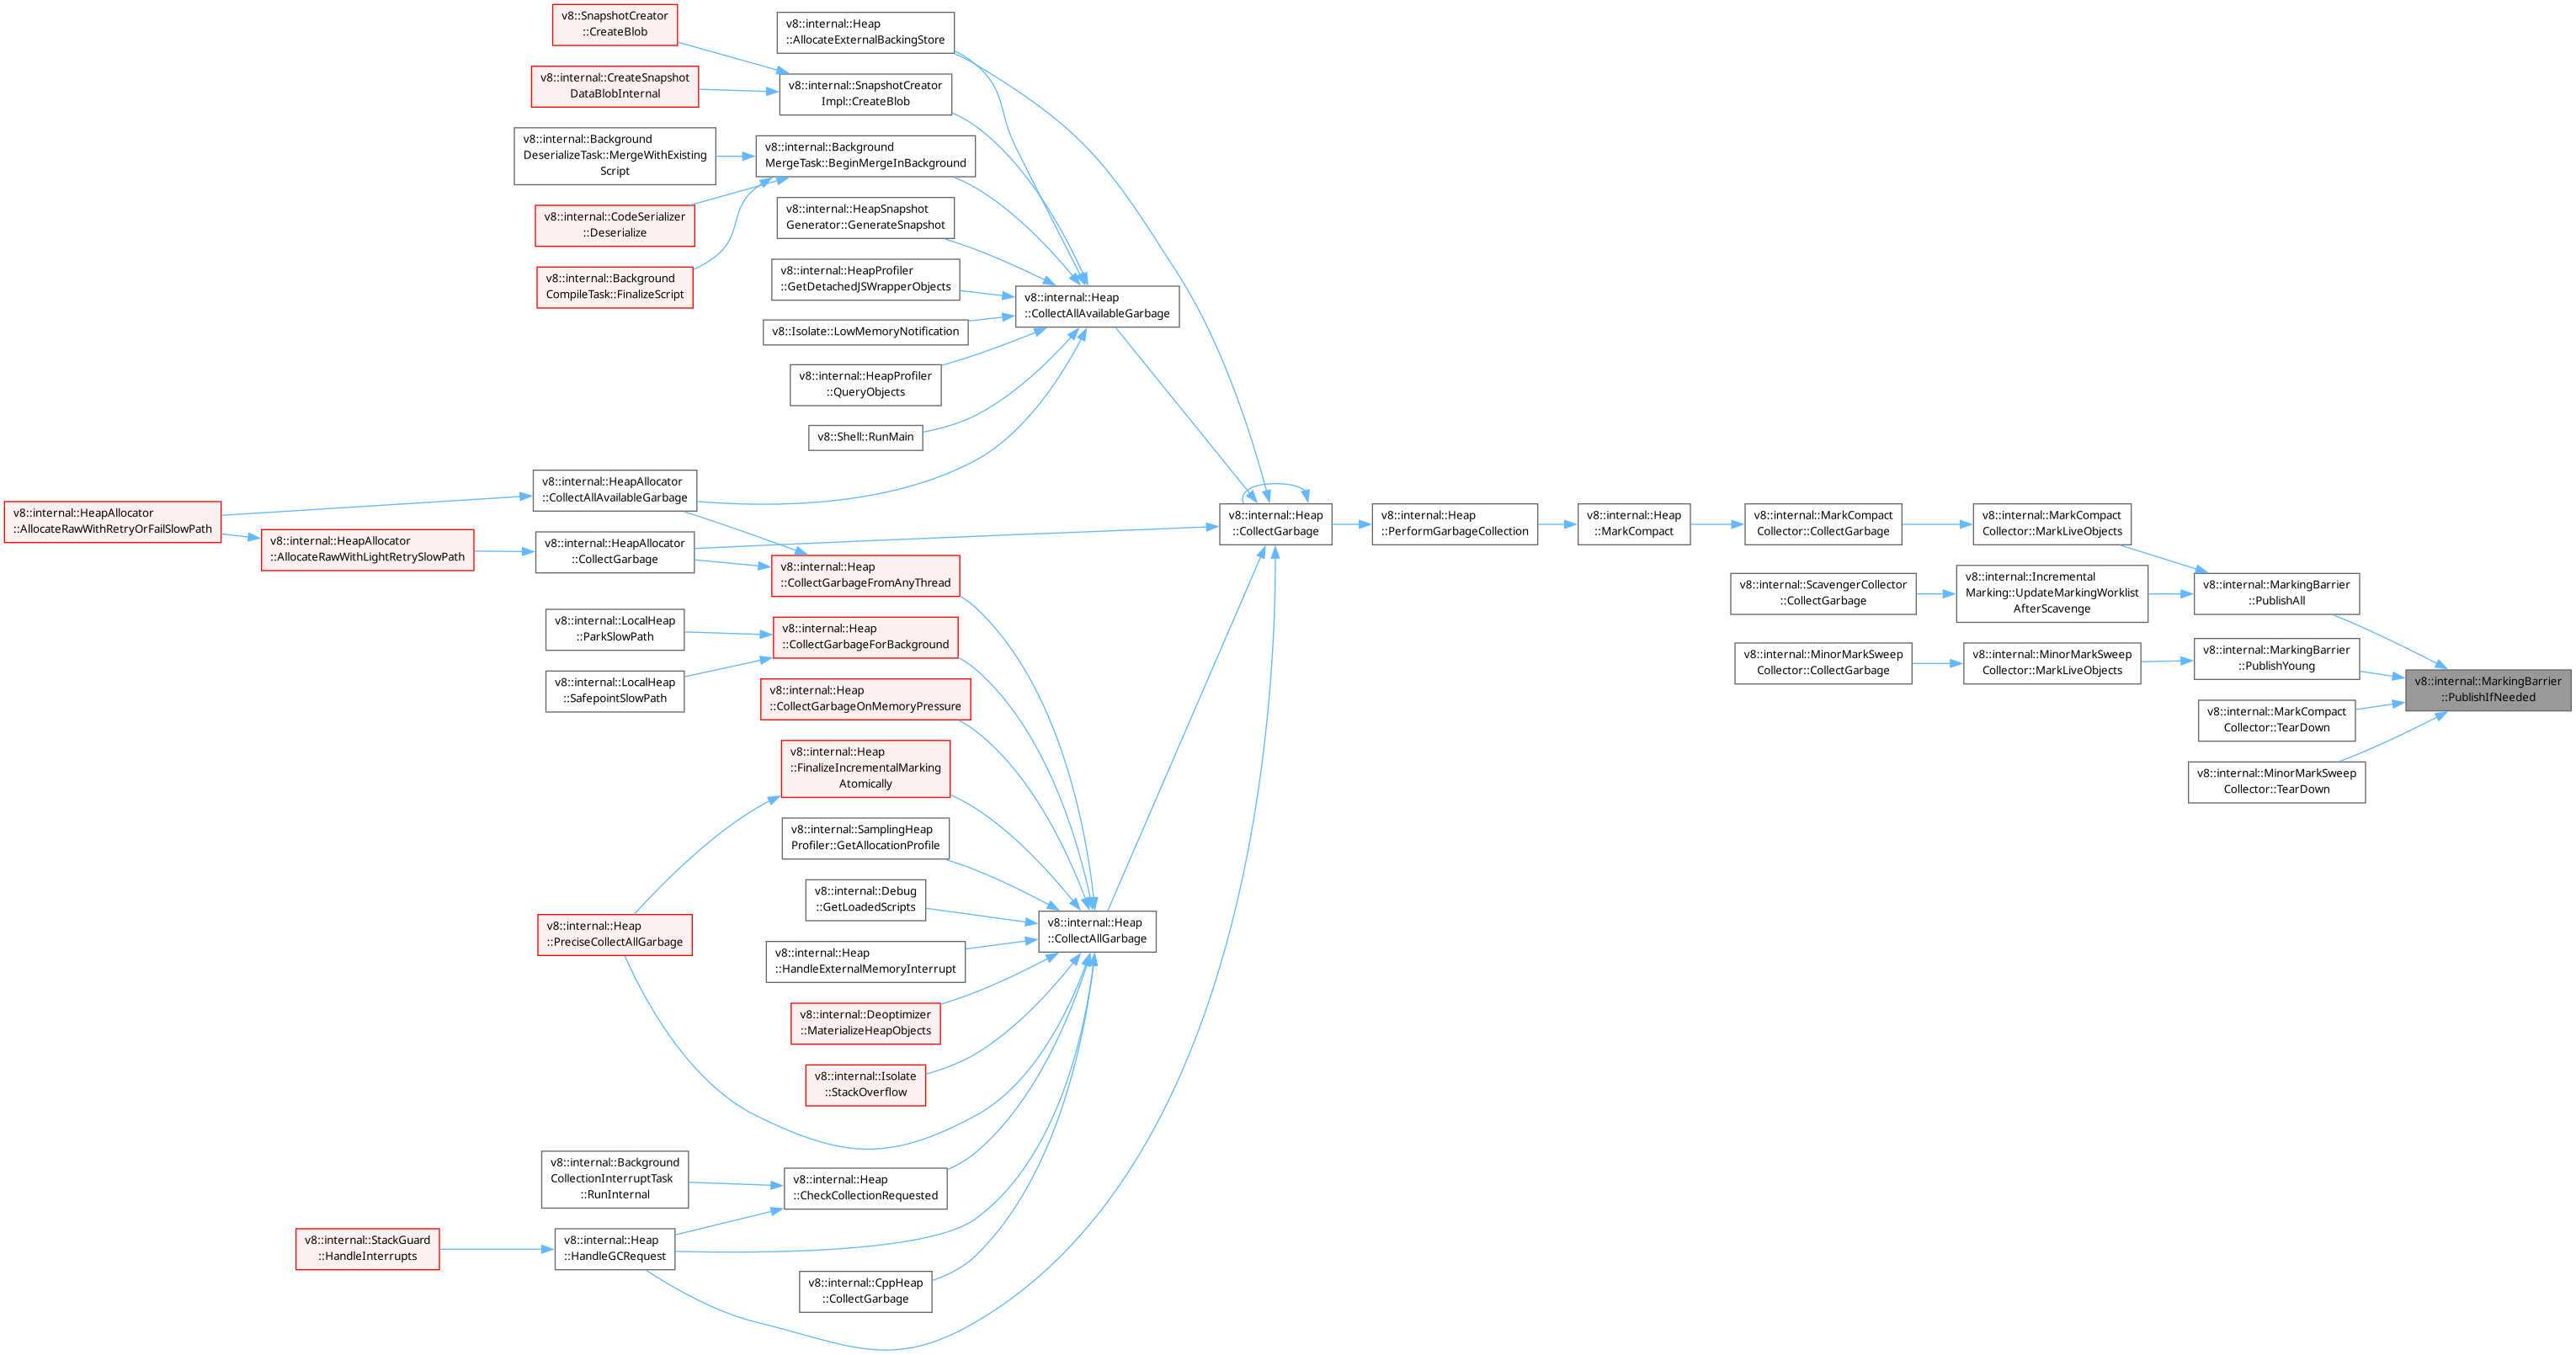 v8::SnapshotCreator
::CreateBlob
v8::internal::Heap
::AllocateExternalBackingStore
v8::internal::CreateSnapshot
DataBlobInternal
v8::internal::SnapshotCreator
Impl::CreateBlob
v8::internal::Background
DeserializeTask::MergeWithExisting
Script
v8::internal::Background
MergeTask::BeginMergeInBackground
v8::internal::CodeSerializer
::Deserialize
v8::internal::HeapSnapshot
Generator::GenerateSnapshot
v8::internal::Background
CompileTask::FinalizeScript
v8::internal::HeapProfiler
::GetDetachedJSWrapperObjects
v8::internal::Heap
::CollectAllAvailableGarbage
v8::Isolate::LowMemoryNotification
v8::internal::HeapProfiler
::QueryObjects
v8::Shell::RunMain
v8::internal::HeapAllocator
::CollectAllAvailableGarbage
v8::internal::HeapAllocator
::AllocateRawWithRetryOrFailSlowPath
v8::internal::HeapAllocator
::AllocateRawWithLightRetrySlowPath
v8::internal::HeapAllocator
::CollectGarbage
v8::internal::Heap
::CollectGarbageFromAnyThread
v8::internal::Heap
::CollectGarbage
v8::internal::Heap
::PerformGarbageCollection
v8::internal::Heap
::MarkCompact
v8::internal::MarkCompact
Collector::CollectGarbage
v8::internal::MarkCompact
Collector::MarkLiveObjects
v8::internal::ScavengerCollector
::CollectGarbage
v8::internal::Incremental
Marking::UpdateMarkingWorklist
AfterScavenge
v8::internal::MarkingBarrier
::PublishAll
v8::internal::LocalHeap
::ParkSlowPath
v8::internal::Heap
::CollectGarbageForBackground
v8::internal::MinorMarkSweep
Collector::CollectGarbage
v8::internal::MinorMarkSweep
Collector::MarkLiveObjects
v8::internal::MarkingBarrier
::PublishYoung
v8::internal::MarkingBarrier
::PublishIfNeeded
v8::internal::LocalHeap
::SafepointSlowPath
v8::internal::Heap
::CollectGarbageOnMemoryPressure
v8::internal::MarkCompact
Collector::TearDown
v8::internal::Heap
::FinalizeIncrementalMarking
Atomically
v8::internal::MinorMarkSweep
Collector::TearDown
v8::internal::SamplingHeap
Profiler::GetAllocationProfile
v8::internal::Debug
::GetLoadedScripts
v8::internal::Heap
::PreciseCollectAllGarbage
v8::internal::Heap
::CollectAllGarbage
v8::internal::Heap
::HandleExternalMemoryInterrupt
v8::internal::Deoptimizer
::MaterializeHeapObjects
v8::internal::Isolate
::StackOverflow
v8::internal::Background
CollectionInterruptTask
::RunInternal
v8::internal::Heap
::CheckCollectionRequested
v8::internal::StackGuard
::HandleInterrupts
v8::internal::Heap
::HandleGCRequest
v8::internal::CppHeap
::CollectGarbage